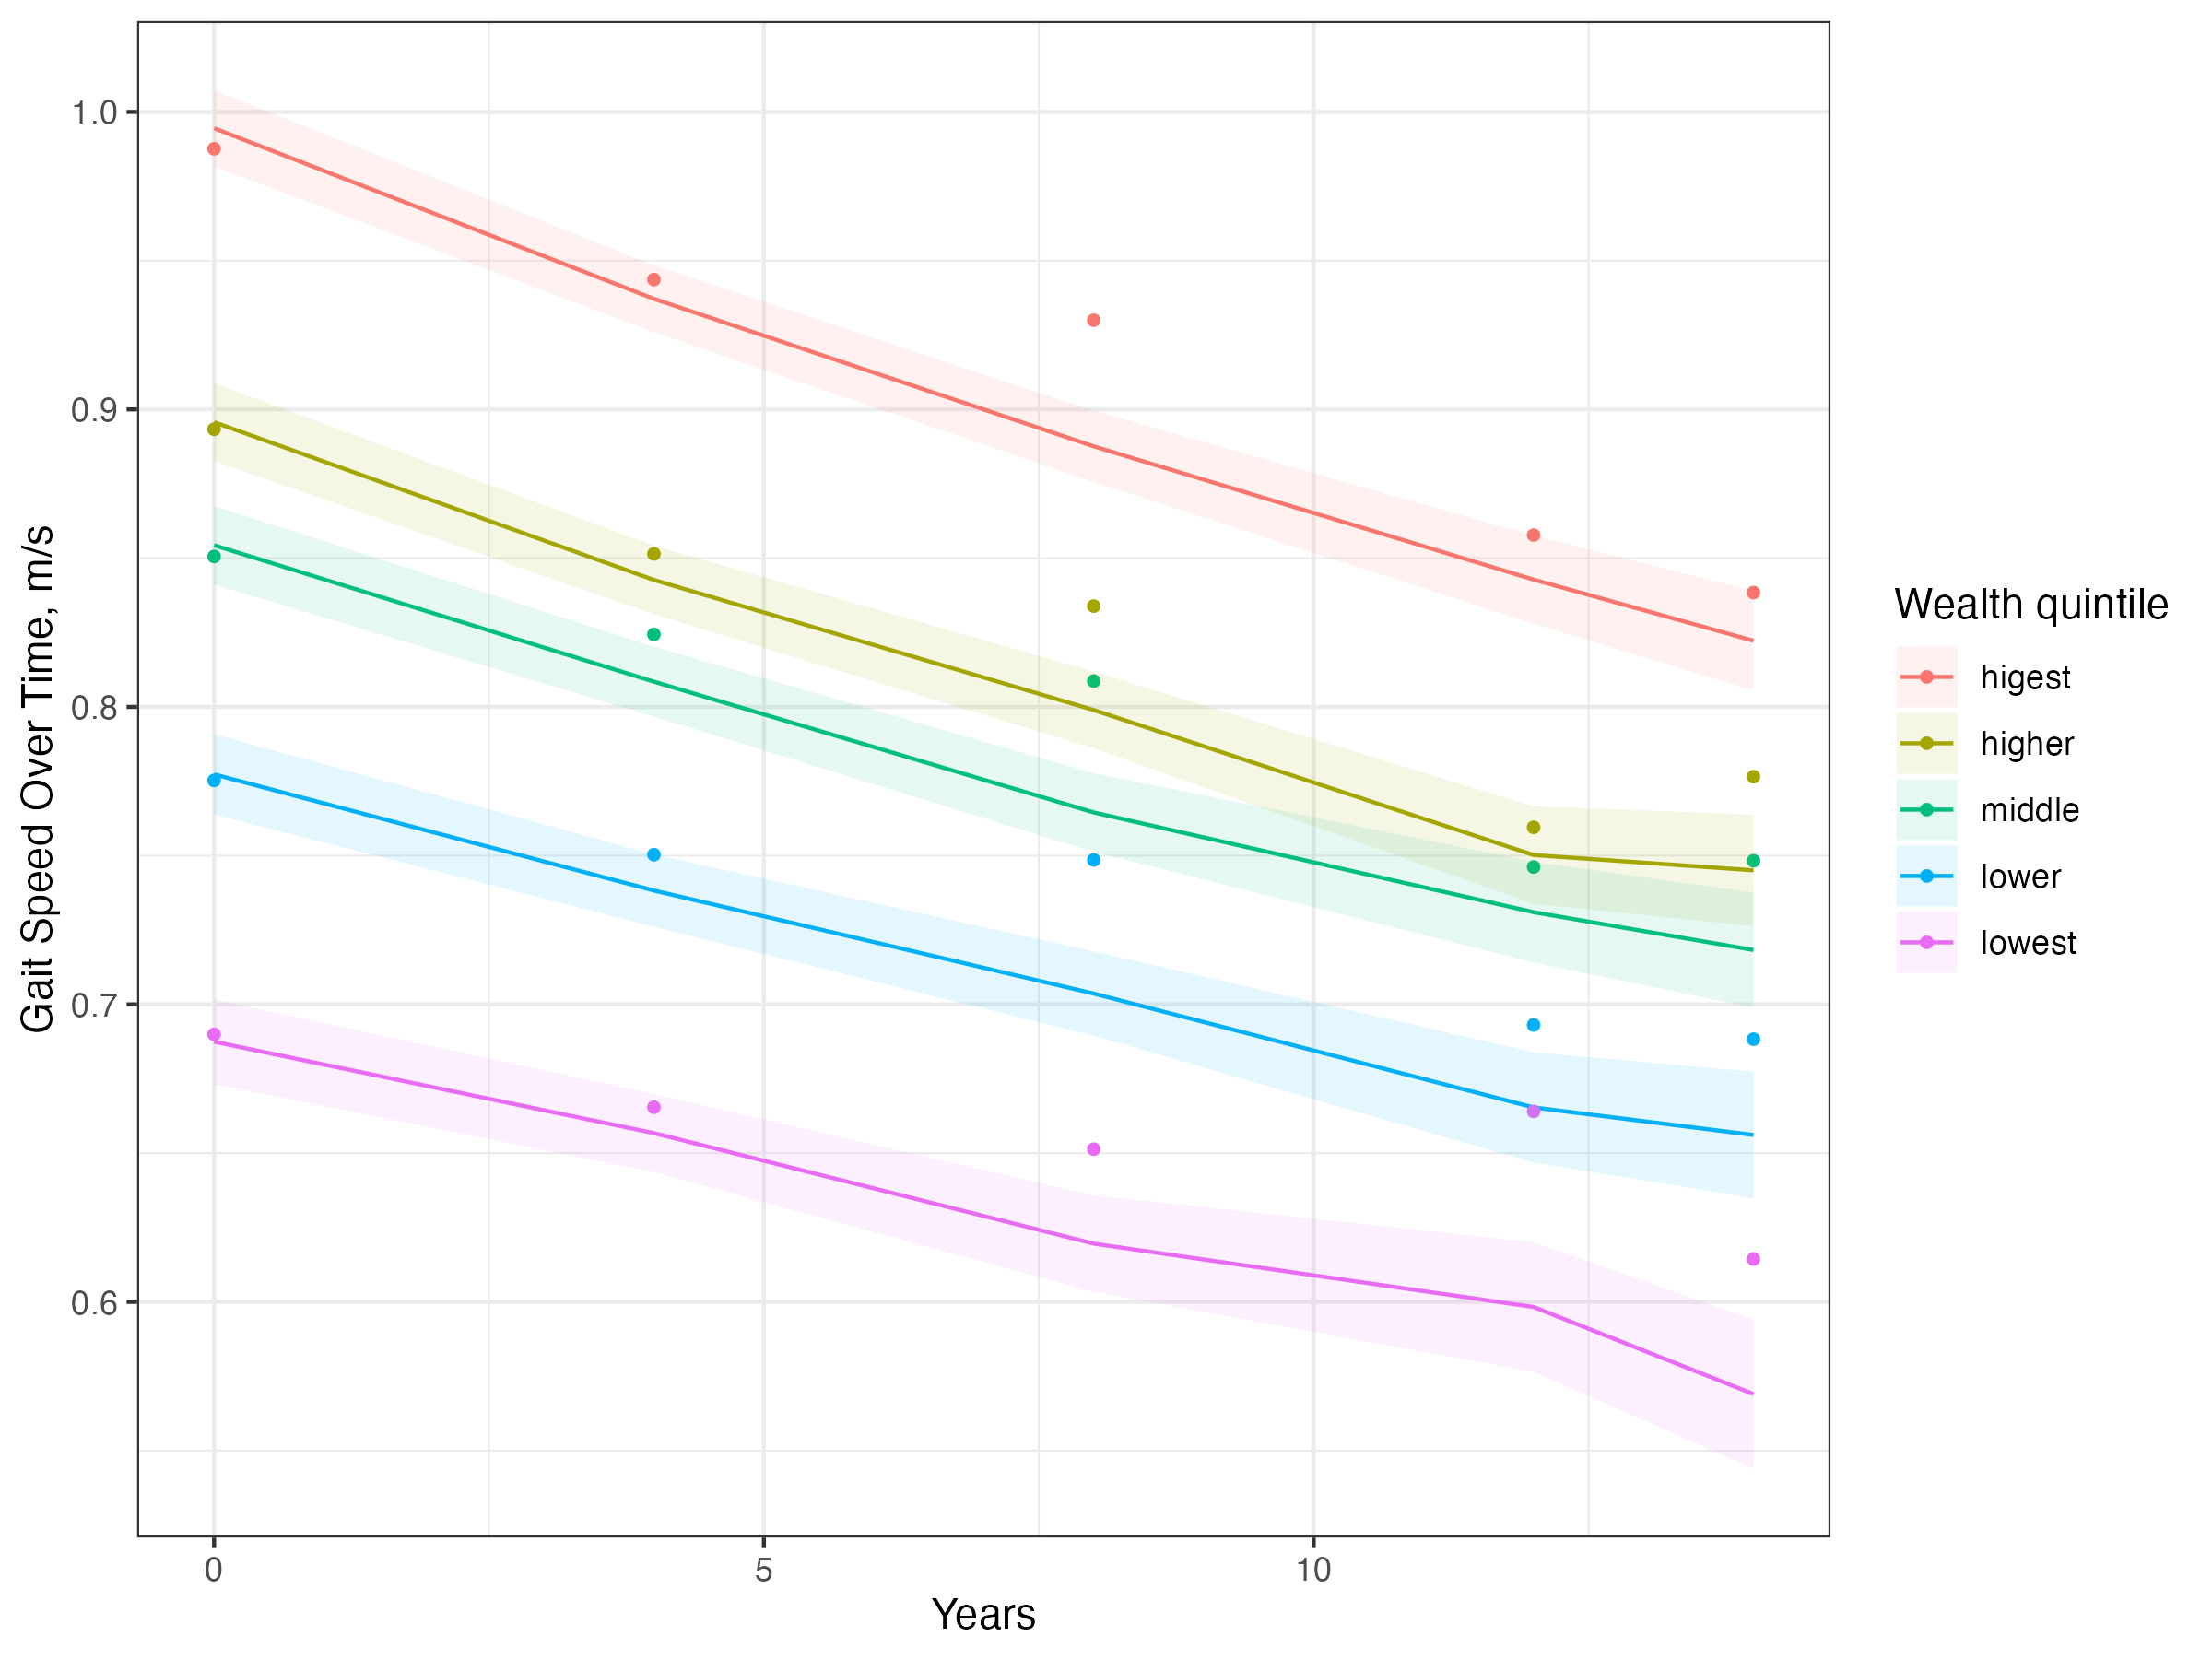 Gait Speed Over Time, m/s
1.0
0.9
0.8
0.7
0.6
0
5
10
Years
Wealth quintile
higest
higher
middle
lower
lowest